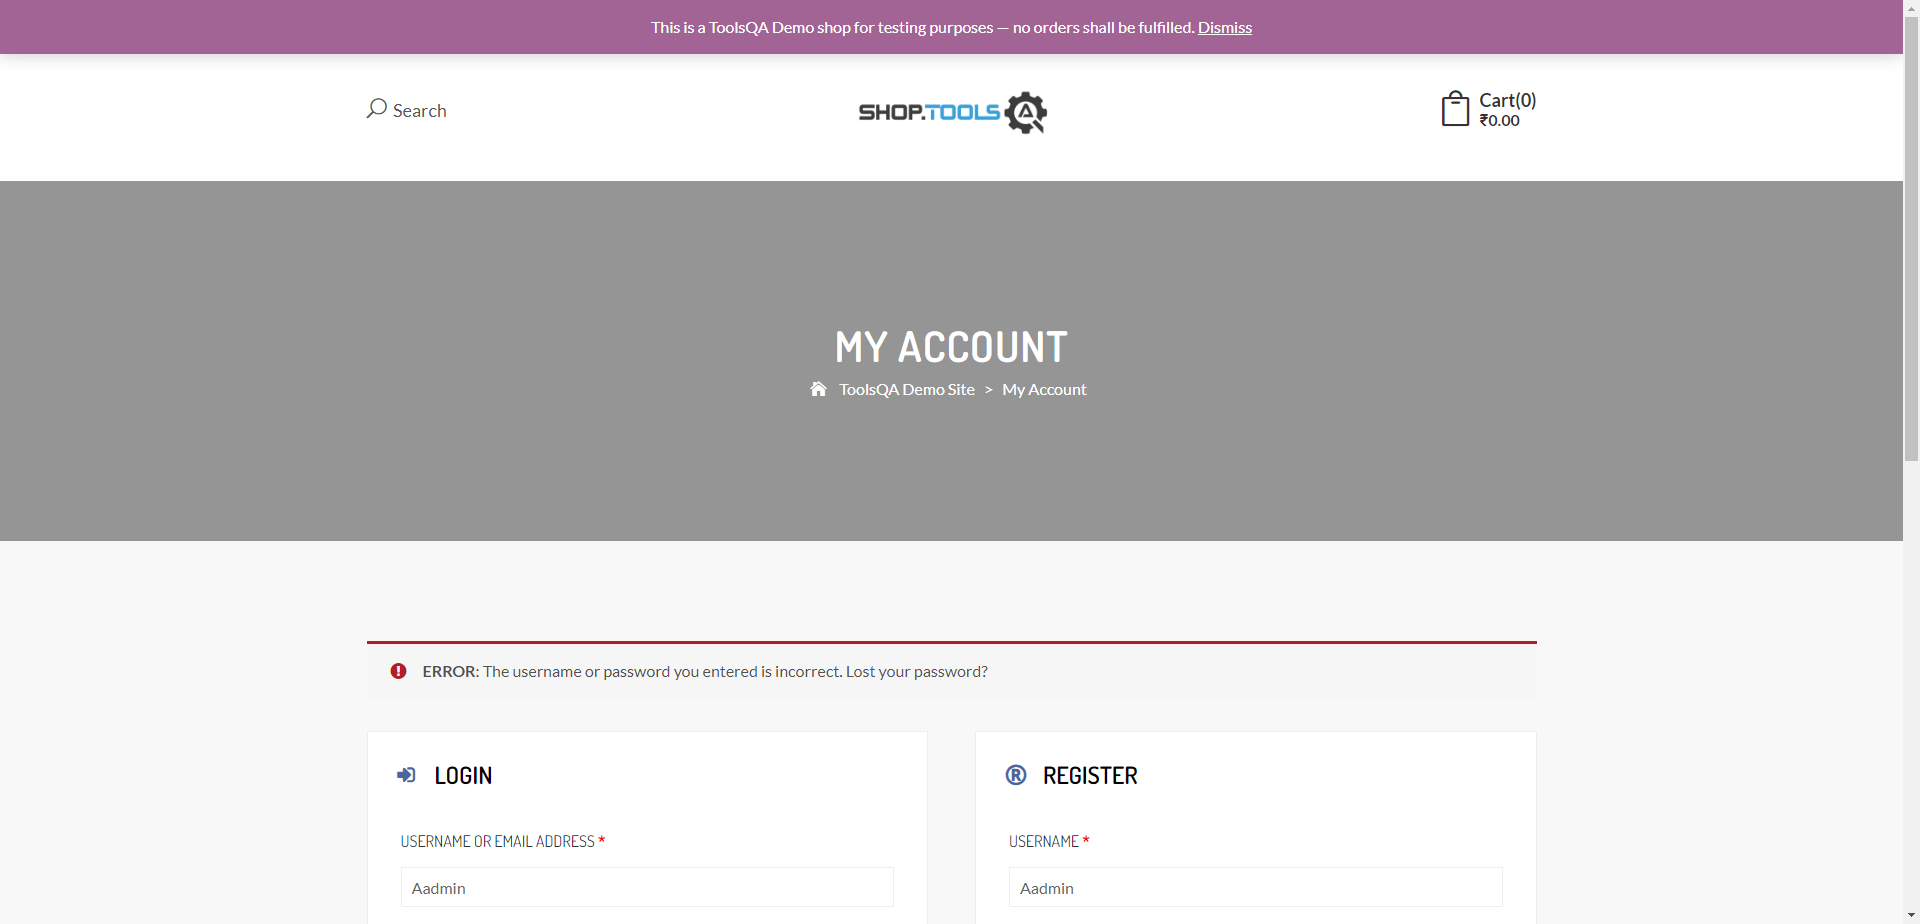 This is a ToolsQA Demo shop for testing purposes — no orders shall be fulfilled. Dismiss
Search
SHOP.TOOLS QA
Cart(0)
₹0.00
MY ACCOUNT
ToolsQA Demo Site > My Account
ERROR: The username or password you entered is incorrect. Lost your password?
LOGIN
USERNAME OR EMAIL ADDRESS *
Aadmin
® REGISTER
USERNAME *
Aadmin